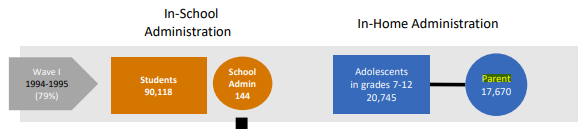 In-School
Administration
In-Home Administration
Wave I
1994-1995
(79%)
Students
90,118
School
Admin
144
Adolescents
in grades 7-12
20,745
Parent
17,670